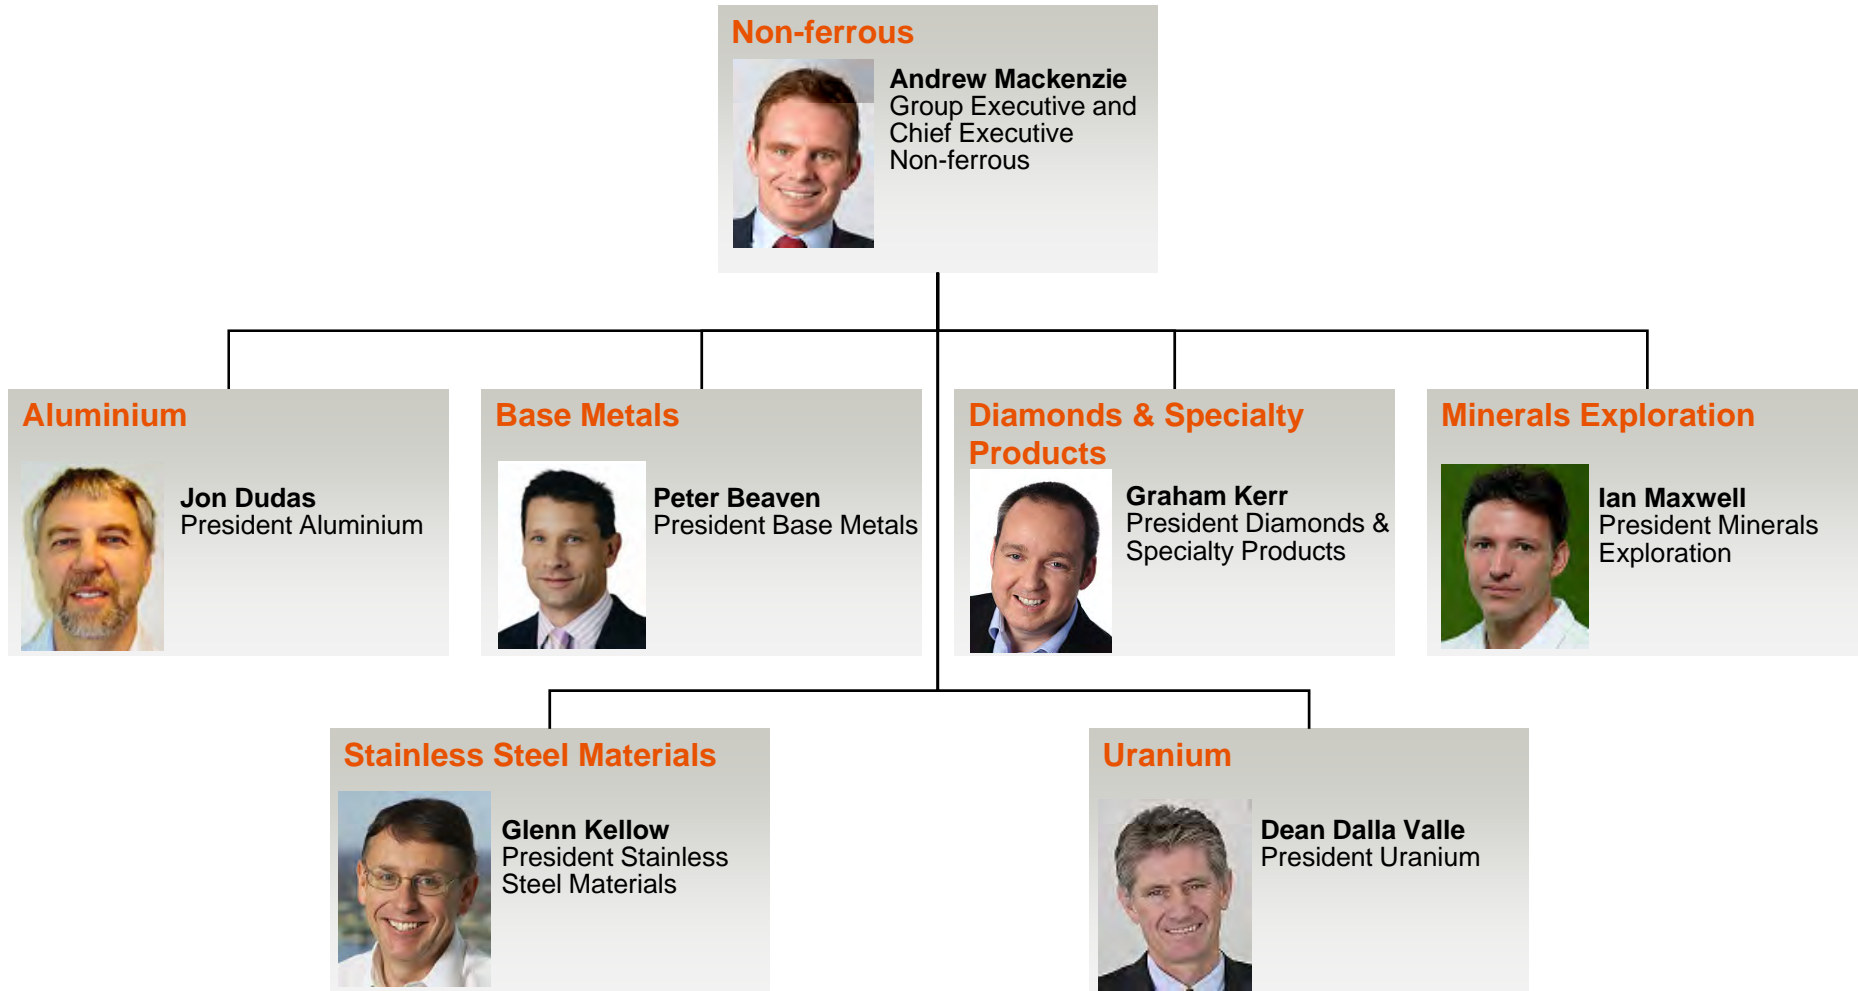 Non-ferrous
Andrew Mackenzie
Group Executive and
Chief Executive
Non-ferrous
Aluminium
Jon Dudas
President Aluminium
Base Metals
Peter Beaven
President Base Metals
Diamonds & Specialty
Products
Graham Kerr
President Diamonds &
Specialty Products
Minerals Exploration
Ian Maxwell
President Minerals
Exploration
Stainless Steel Materials
Glenn Kellow
President Stainless
Steel Materials
Uranium
Dean Dalla Valle
President Uranium